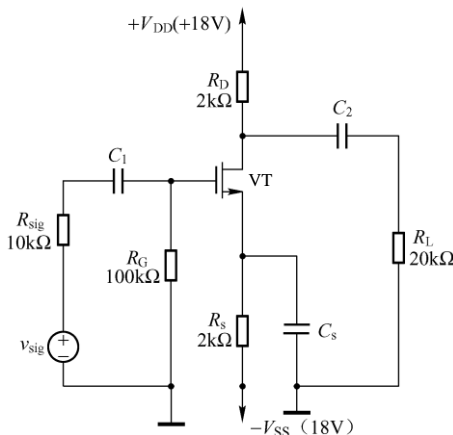 +V_DD(+18V)
R_D
2kΩ
C_2
C_1
VT
R_sig
10kΩ
R_G
100kΩ
R_L
20kΩ
R_s
2kΩ
C_s
v_sig
+
−
−V_SS（18V）